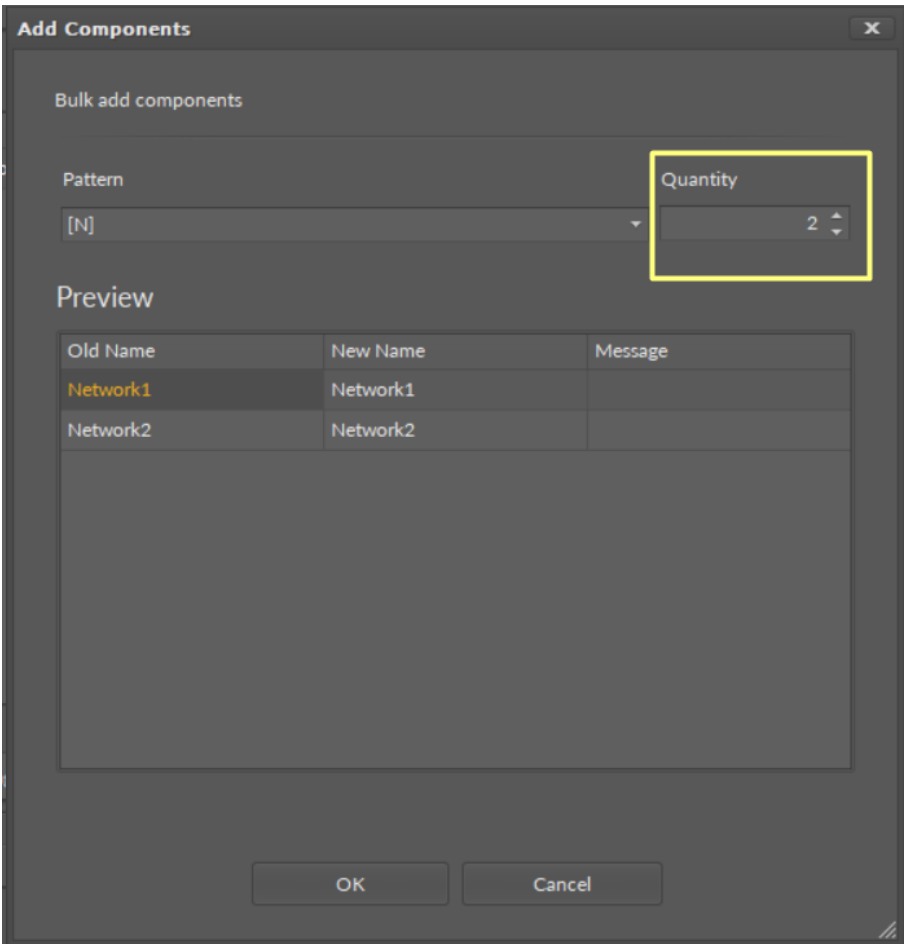 Add Components
Bulk add components
Pattern Quantity
[N] 2
Preview
Old Name New Name Message
Network1 Network1
Network2 Network2
OK Cancel